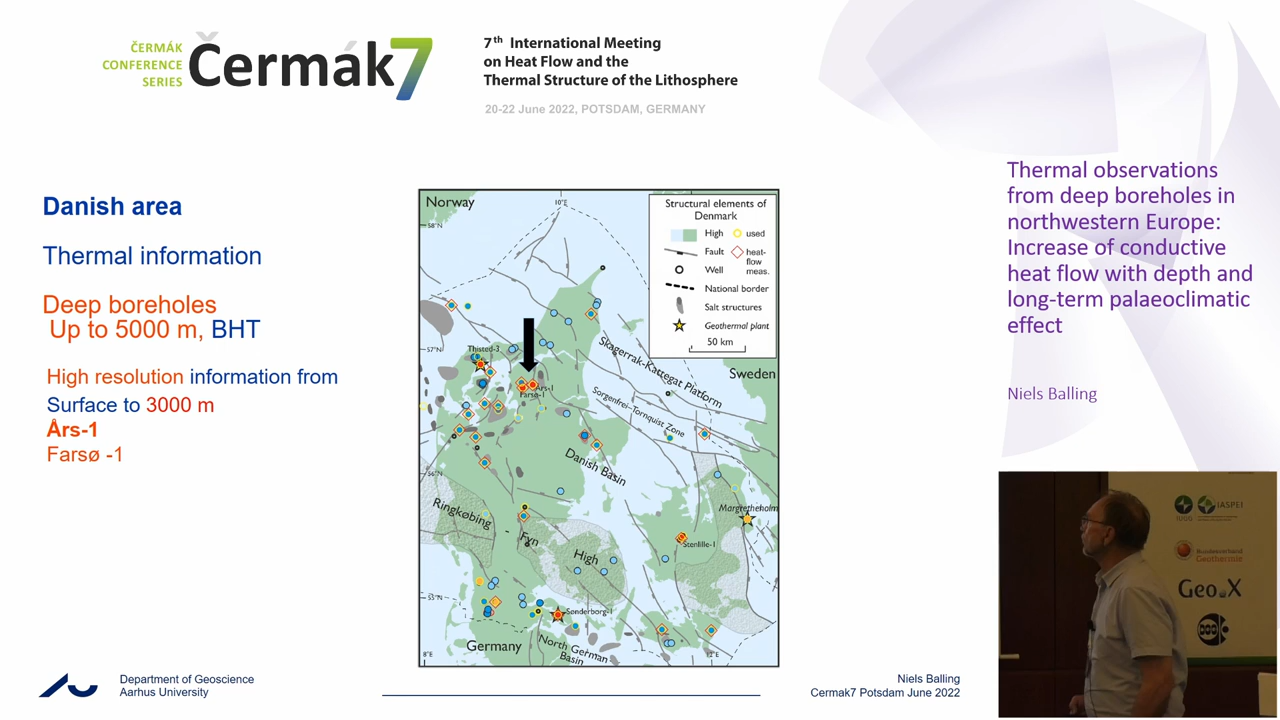 ČERMÁK
CONFERENCE
SERIES
Čermák7
7th International Meeting
on Heat Flow and the
Thermal Structure of the Lithosphere
20-22 June 2022, POTSDAM, GERMANY
Danish area
Thermal information
Deep boreholes
Up to 5000 m, BHT
High resolution information from
Surface to 3000 m
Års-1
Farsø -1
Norway
10°E
58°N
Structural elements of
Denmark
High
used
Fault
heat-
flow
meas.
Well
National border
Salt structures
Geothermal plant
50 km
57°N
Thisted-3
Skagerrak-Kattegat Platform
Sweden
Års-1
Farsø-1
Sorgenfrei-Tornquist Zone
Danish Basin
56°N
Ringkøbing
Fyn
High
Margretheholm
Stenlille-1
55°N
Sønderborg-1
Germany
North German
Basin
8°E
12°E
Thermal observations
from deep boreholes in
northwestern Europe:
Increase of conductive
heat flow with depth and
long-term palaeoclimatic
effect
Niels Balling
IUGG
IASPEI
Bundesverband
Geothermie
Geo.X
Department of Geoscience
Aarhus University
Niels Balling
Cermak7 Potsdam June 2022